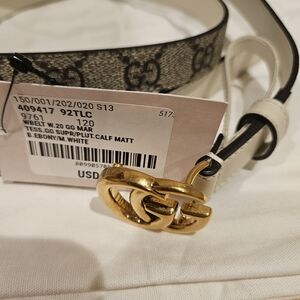 150/001/202/020 S13
409417 92TLC
9761 120
WBELT W.20 GG MAR
TESS.GG SUPR/PLUT.CALF MATT
B.EBONY/M.WHITE
USD